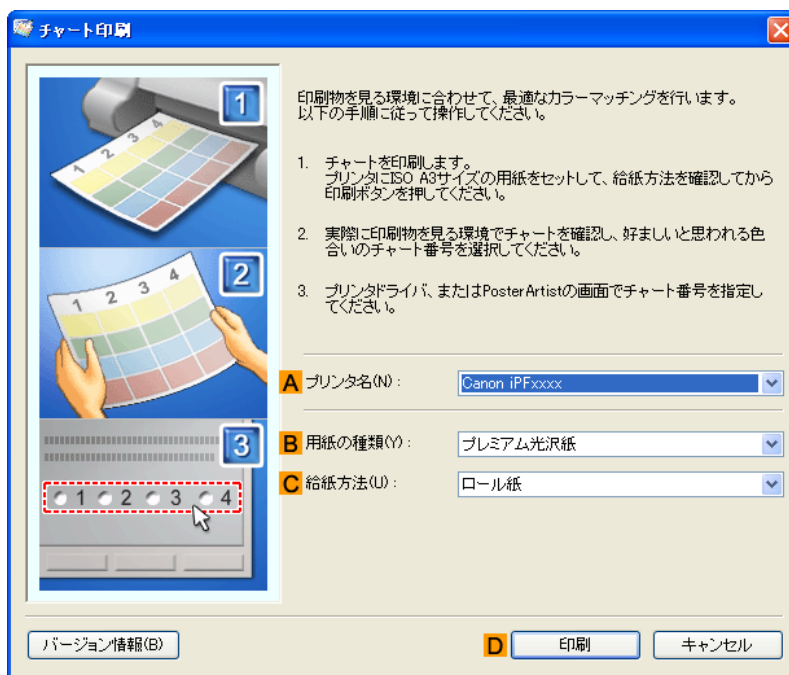 チャート印刷
1
1 2 3 4
2
1 2 3 4
3
1 2 3 4
印刷物を見る環境に合わせて、最適なカラーマッチングを行います。
以下の手順に従って操作してください。
1. チャートを印刷します。
プリンタにISO A3サイズの用紙をセットして、給紙方法を確認してから
印刷ボタンを押してください。
2. 実際に印刷物を見る環境でチャートを確認し、好ましいと思われる色
合いのチャート番号を選択してください。
3. プリンタドライバ、またはPosterArtistの画面でチャート番号を指定し
てください。
A プリンタ名(N) : Canon iPFxxxx
B 用紙の種類(Y) : プレミアム光沢紙
C 給紙方法(U) : ロール紙
バージョン情報(B) D 印刷 キャンセル